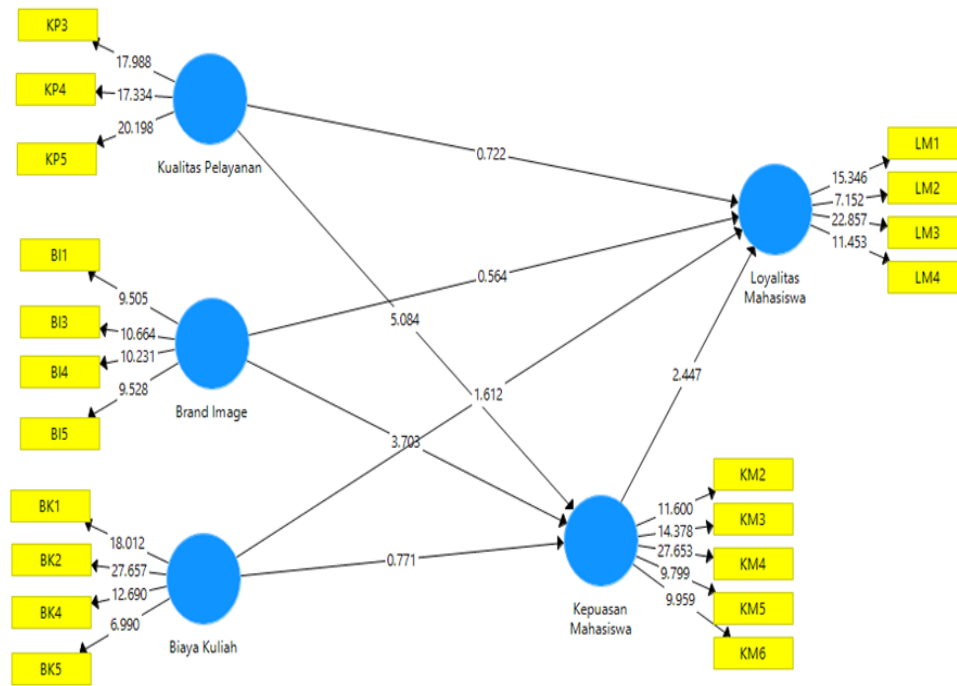 KP3
17.988
KP4
17.334
20.198
KP5
Kualitas Pelayanan
0.722
LM1
15.346
LM2
7.152
22.857
LM3
11.453
LM4
Loyalitas
Mahasiswa
BI1
9.505
BI3
10.664
10.231
BI4
9.528
BI5
Brand Image
0.564
5.084
1.612
2.447
3.703
BK1
18.012
BK2
27.657
12.690
BK4
6.990
BK5
Biaya Kuliah
0.771
KM2
11.600
KM3
14.378
27.653
KM4
9.799
KM5
9.959
KM6
Kepuasan
Mahasiswa